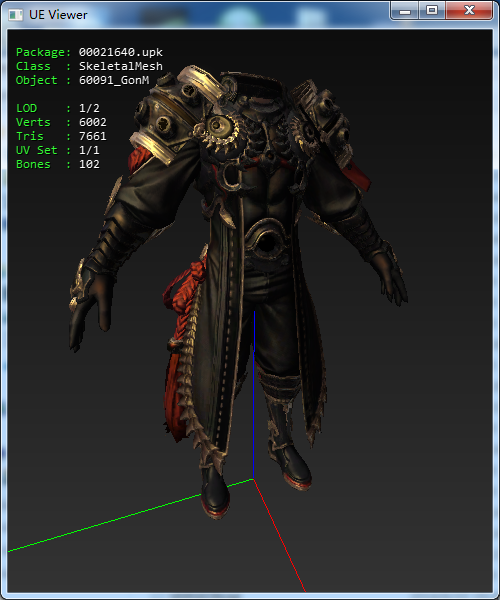 UE Viewer
Package: 00021640.upk
Class : SkeletalMesh
Object : 60091_GonM
LOD : 1/2
Verts : 6002
Tris : 7661
UV Set : 1/1
Bones : 102